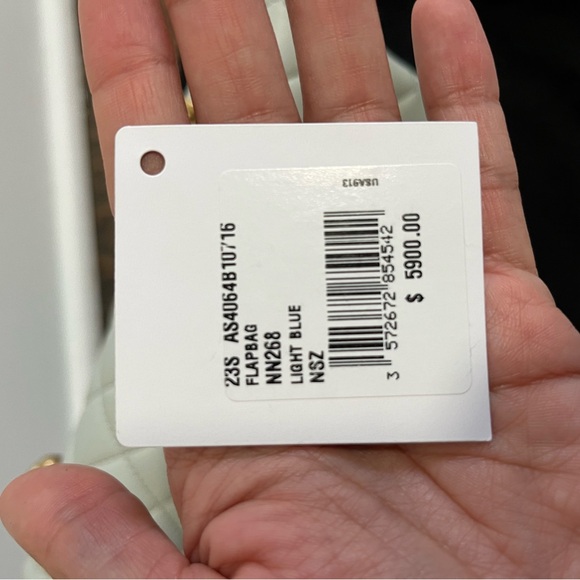 USA913
23S AS4064B10716
FLAPBAG
NN268
LIGHT BLUE
NSZ
3 572672 854542
$ 5900.00